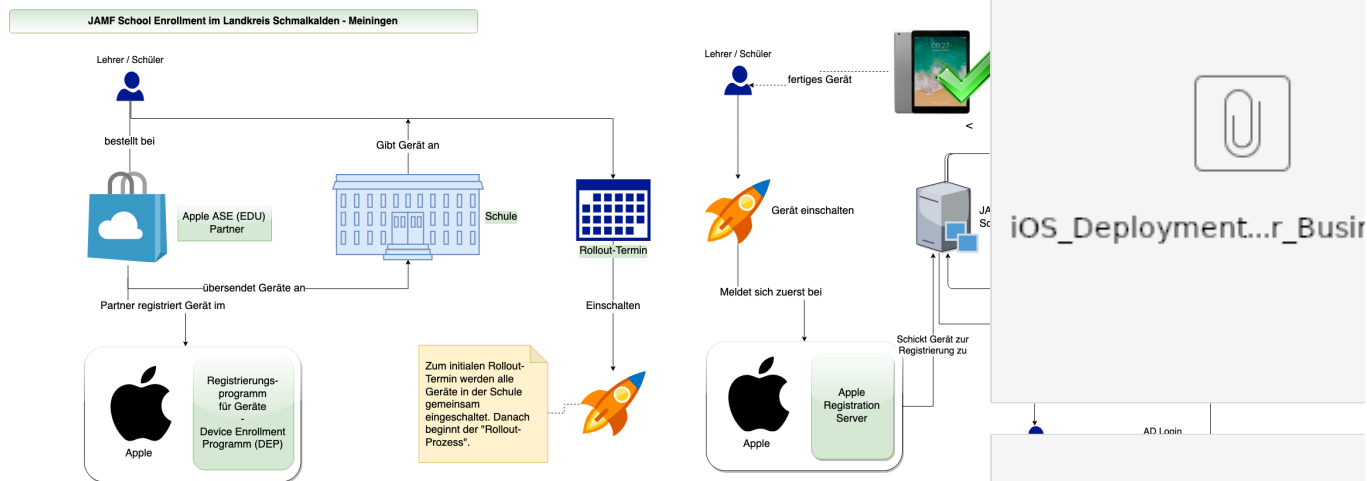 JAMF School Enrollment im Landkreis Schmalkalden - Meiningen
Lehrer / Schüler
bestellt bei
Gibt Gerät an
Apple ASE (EDU)
Partner
Schule
Rollout-Termin
übersendet Geräte an
Partner registriert Gerät im
Einschalten
Apple
Registrierungs-
programm
für Geräte
-
Device Enrollment
Programm (DEP)
Zum initialen Rollout-
Termin werden alle
Geräte in der Schule
gemeinsam
eingeschaltet. Danach
beginnt der "Rollout-
Prozess".
Lehrer / Schüler
fertiges Gerät
09:27
<
Gerät einschalten
JA
Sc
Meldet sich zuerst bei
Schickt Gerät zur
Registrierung zu
Apple
Apple
Registration
Server
iOS_Deployment...r_Busin
AD Login